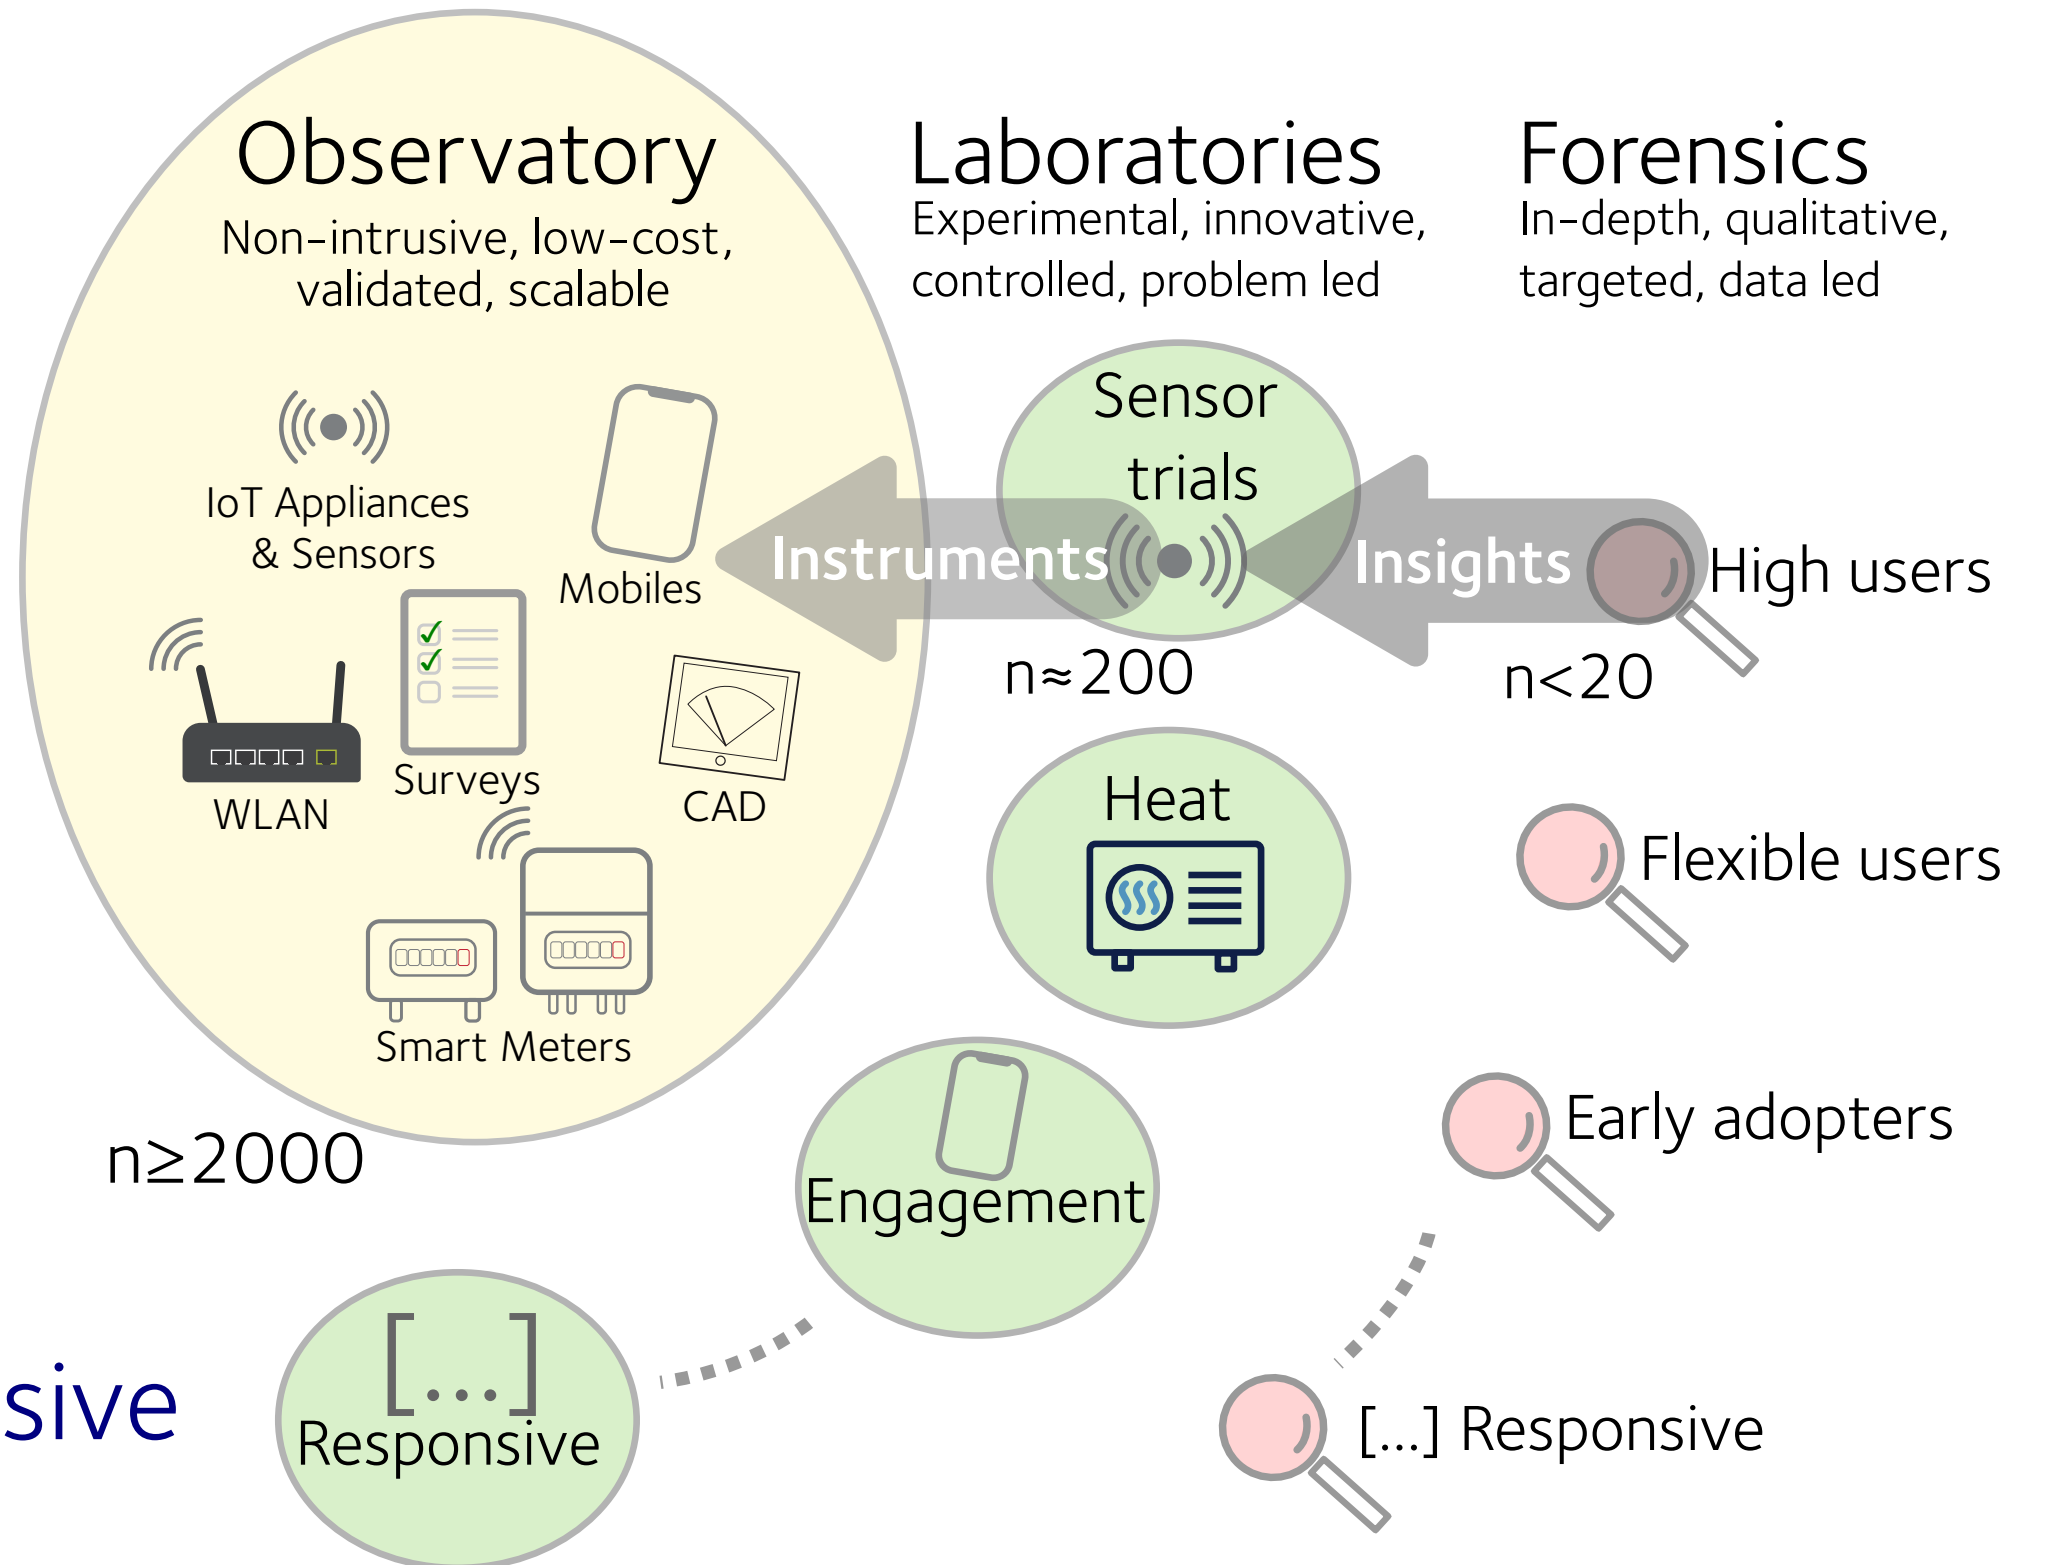 Observatory
Non-intrusive, low-cost,
validated, scalable
IoT Appliances
& Sensors
Mobiles
WLAN
Surveys
CAD
Smart Meters
n≥2000
Laboratories
Experimental, innovative,
controlled, problem led
Sensor
trials
Instruments
n≈200
Heat
Engagement
[...]
Responsive
Forensics
In-depth, qualitative,
targeted, data led
Insights
High users
n<20
Flexible users
Early adopters
[...] Responsive
sive